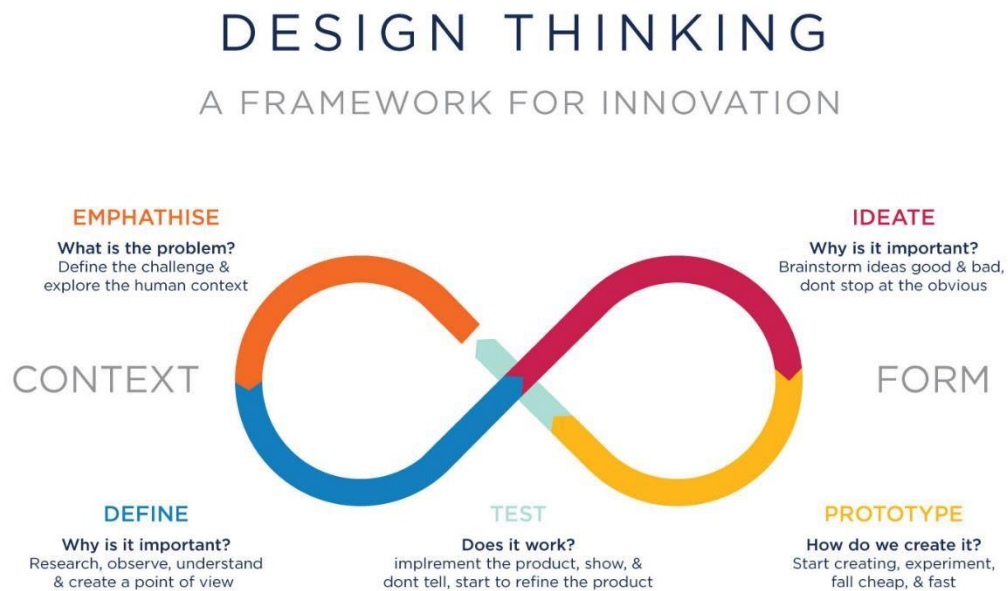 DESIGN THINKING
A FRAMEWORK FOR INNOVATION
EMPHATHISE
What is the problem?
Define the challenge &
explore the human context
IDEATE
Why is it important?
Brainstorm ideas good & bad,
dont stop at the obvious
CONTEXT
FORM
DEFINE
Why is it important?
Research, observe, understand
& create a point of view
TEST
Does it work?
implrement the product, show, &
dont tell, start to refine the product
PROTOTYPE
How do we create it?
Start creating, experiment,
fall cheap, & fast